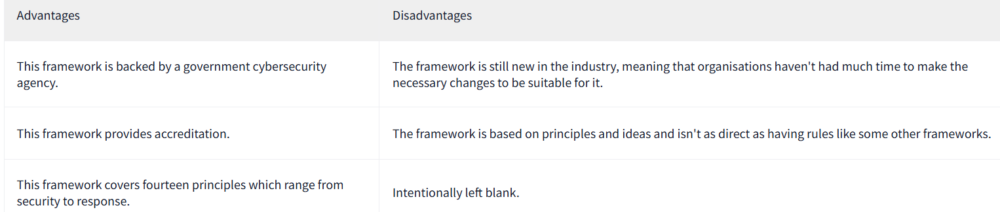 Advantages
Disadvantages
This framework is backed by a government cybersecurity
agency.
The framework is still new in the industry, meaning that organisations haven't had much time to make the
necessary changes to be suitable for it.
This framework provides accreditation.
The framework is based on principles and ideas and isn't as direct as having rules like some other frameworks.
This framework covers fourteen principles which range from
security to response.
Intentionally left blank.